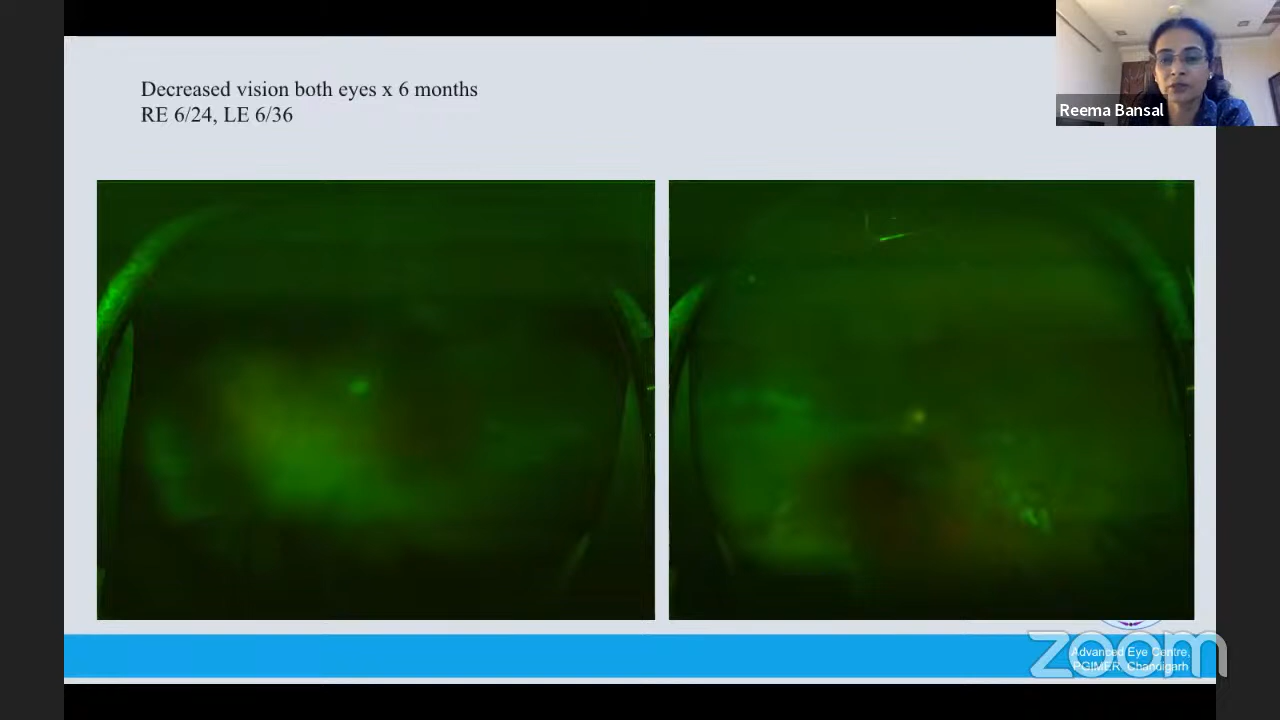 Decreased vision both eyes x 6 months
RE 6/24, LE 6/36
Reema Bansal
zoom
Advanced Eye Centre,
PGIMER, Chandigarh